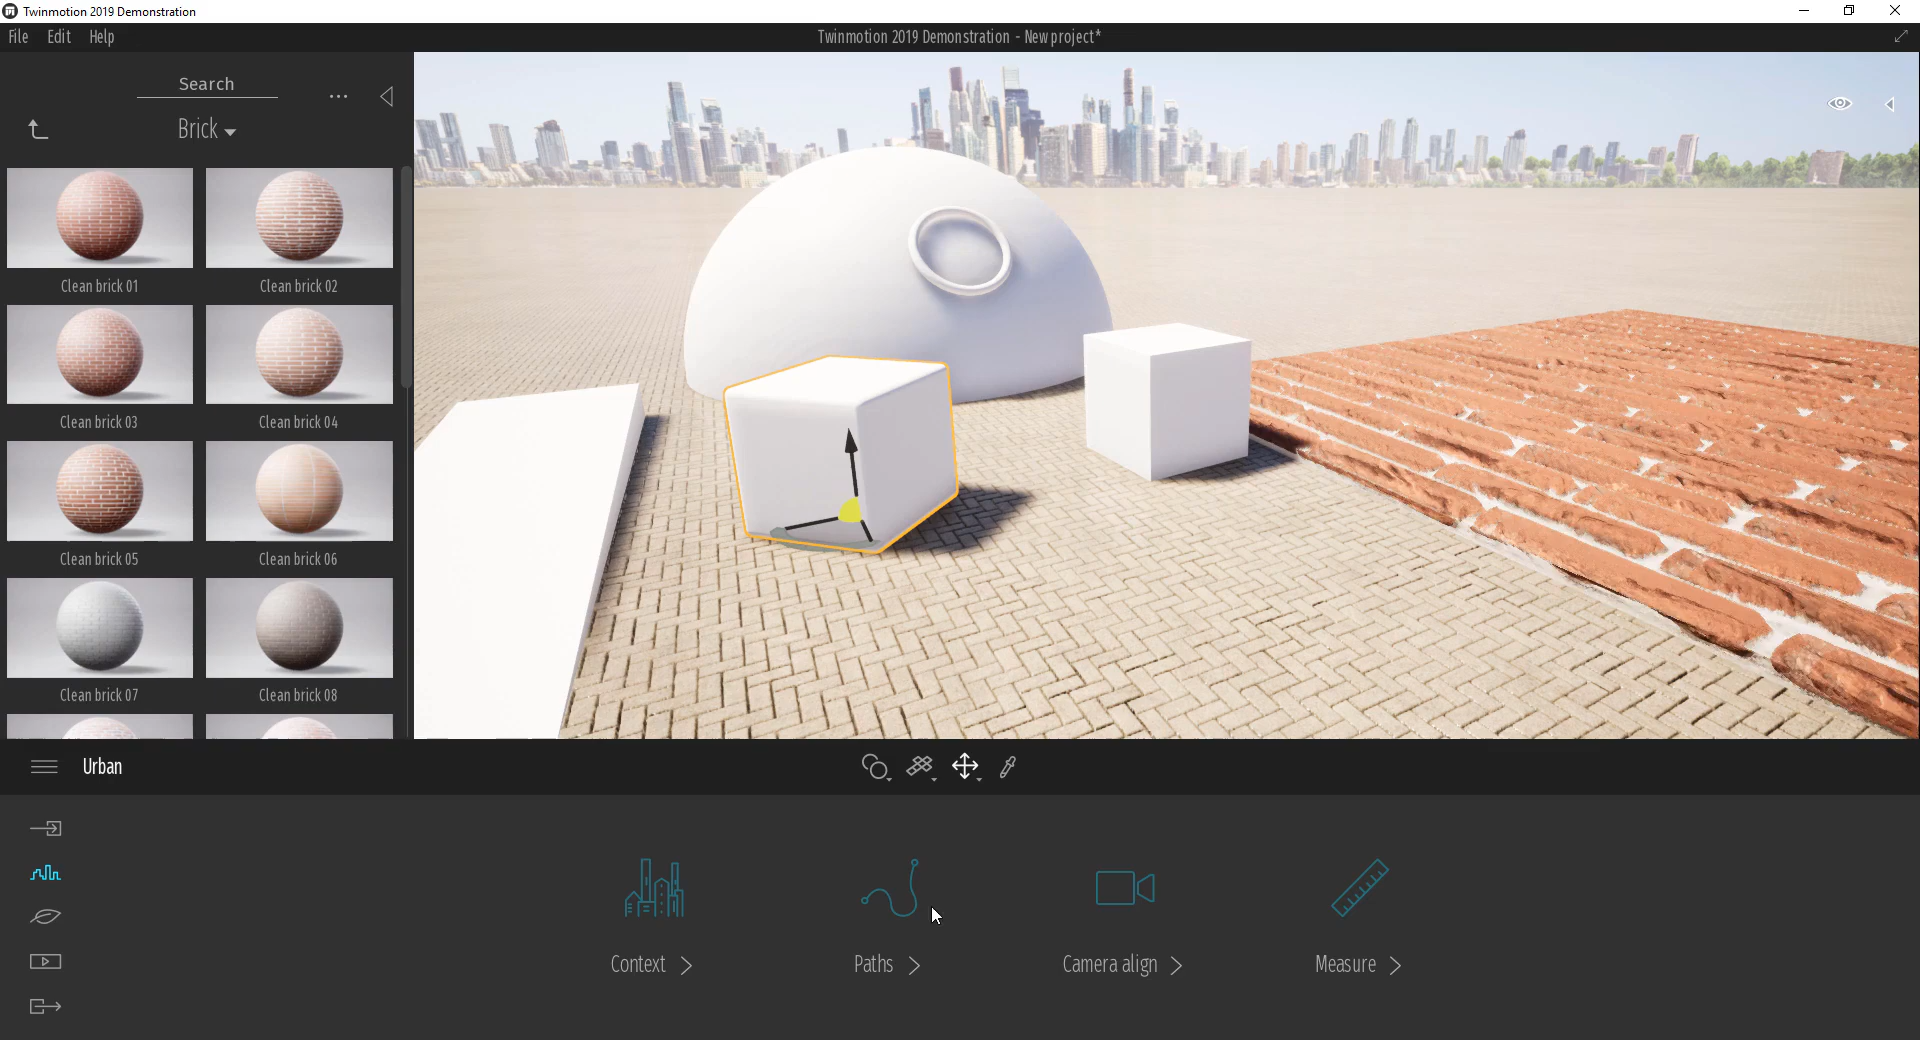 Twinmotion 2019 Demonstration
File Edit Help
Twinmotion 2019 Demonstration - New project*
Search
Brick
Clean brick 01
Clean brick 02
Clean brick 03
Clean brick 04
Clean brick 05
Clean brick 06
Clean brick 07
Clean brick 08
Urban
Context
Paths
Camera align
Measure